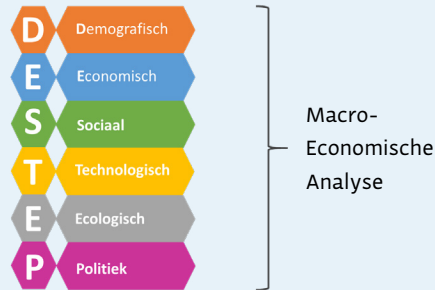 D Demografisch
E Economisch
S Sociaal
T Technologisch
E Ecologisch
P Politiek
Macro-
Economische
Analyse